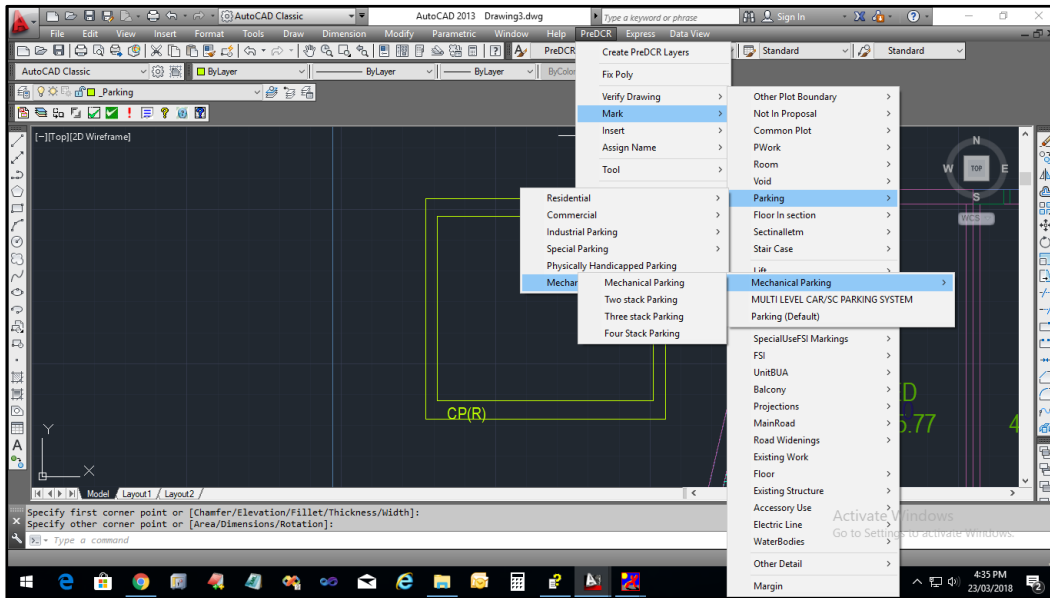 AutoCAD Classic
AutoCAD 2013 Drawing3.dwg
Type a keyword or phrase
Sign In
File Edit View Insert Format Tools Draw Dimension Modify Parametric Window Help PreDCR Express Data View
PreDCR
Standard
Standard
AutoCAD Classic
ByLayer
ByLayer
ByLayer
ByColor
_Parking
[−][Top][2D Wireframe]
Create PreDCR Layers
Fix Poly
Verify Drawing
Mark
Insert
Assign Name
Tool
Other Plot Boundary
Not In Proposal
Common Plot
PWork
Room
Void
Parking
Floor In section
SectinalItem
Stair Case
Lift
SpecialUseFSI Markings
FSI
UnitBUA
Balcony
Projections
MainRoad
Road Widenings
Existing Work
Floor
Existing Structure
Accessory Use
Electric Line
WaterBodies
Other Detail
Margin
Residential
Commercial
Industrial Parking
Special Parking
Physically Handicapped Parking
Mechan
Mechanical Parking
MULTI LEVEL CAR/SC PARKING SYSTEM
Parking (Default)
Mechanical Parking
Two stack Parking
Three stack Parking
Four Stack Parking
N
W TOP E
S
WCS
CP(R)
D
5.77
4
Y
X
Model Layout1 Layout2
Specify first corner point or [Chamfer/Elevation/Fillet/Thickness/Width]:
Specify other corner point or [Area/Dimensions/Rotation]:
Type a command
Activate Windows
Go to Settings to activate Windows.
4:35 PM
23/03/2018